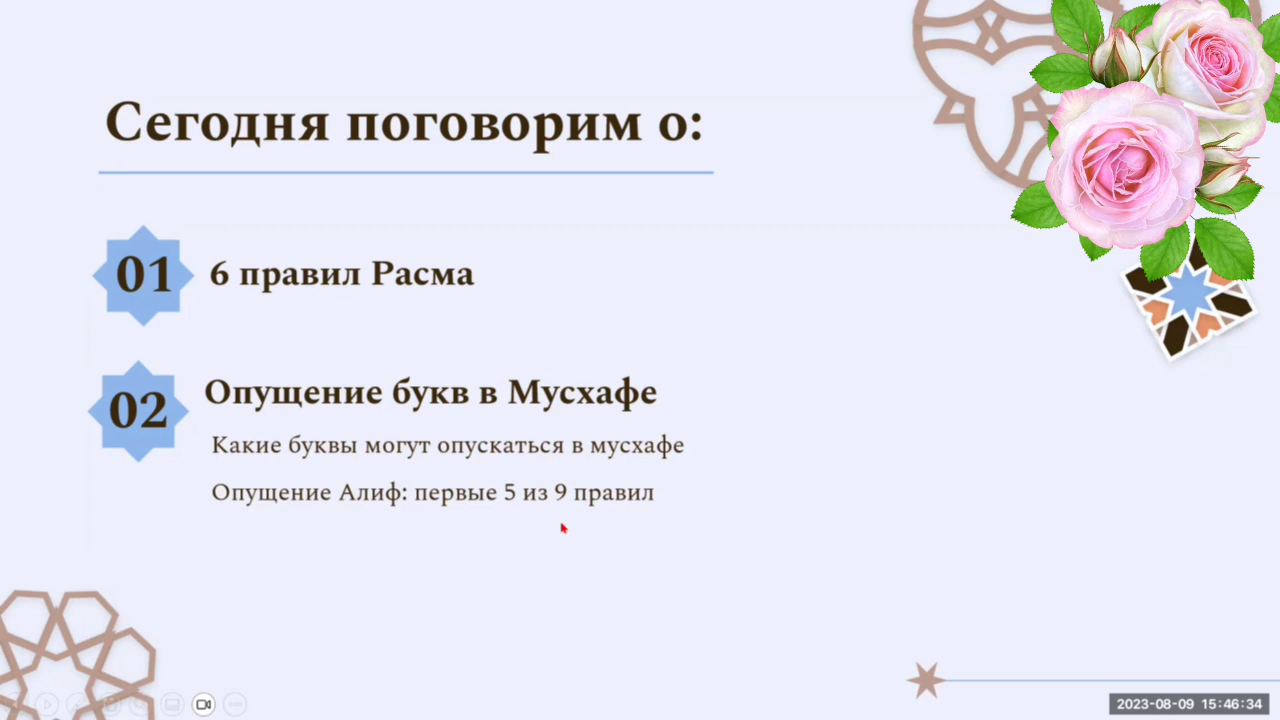 Сегодня поговорим о:
01 6 правил Расма
02 Опущение букв в Мусхафе
Какие буквы могут опускаться в мусхафе
Опущение Алиф: первые 5 из 9 правил
2023-08-09 15:46:34